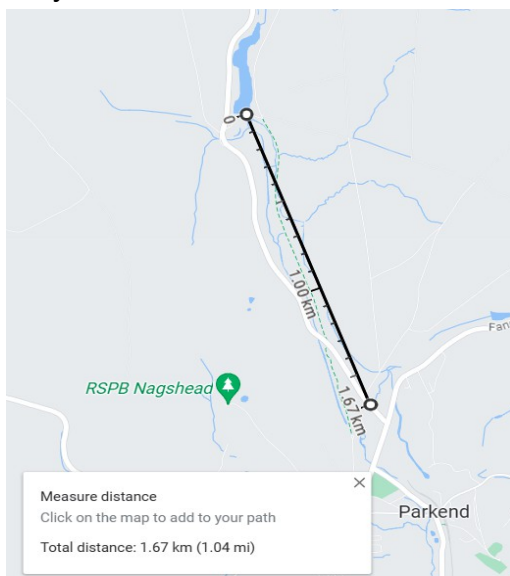 0
1.00 km
Fan
RSPB Nagshead
1.67 km
Measure distance
Click on the map to add to your path
Total distance: 1.67 km (1.04 mi)
Parkend